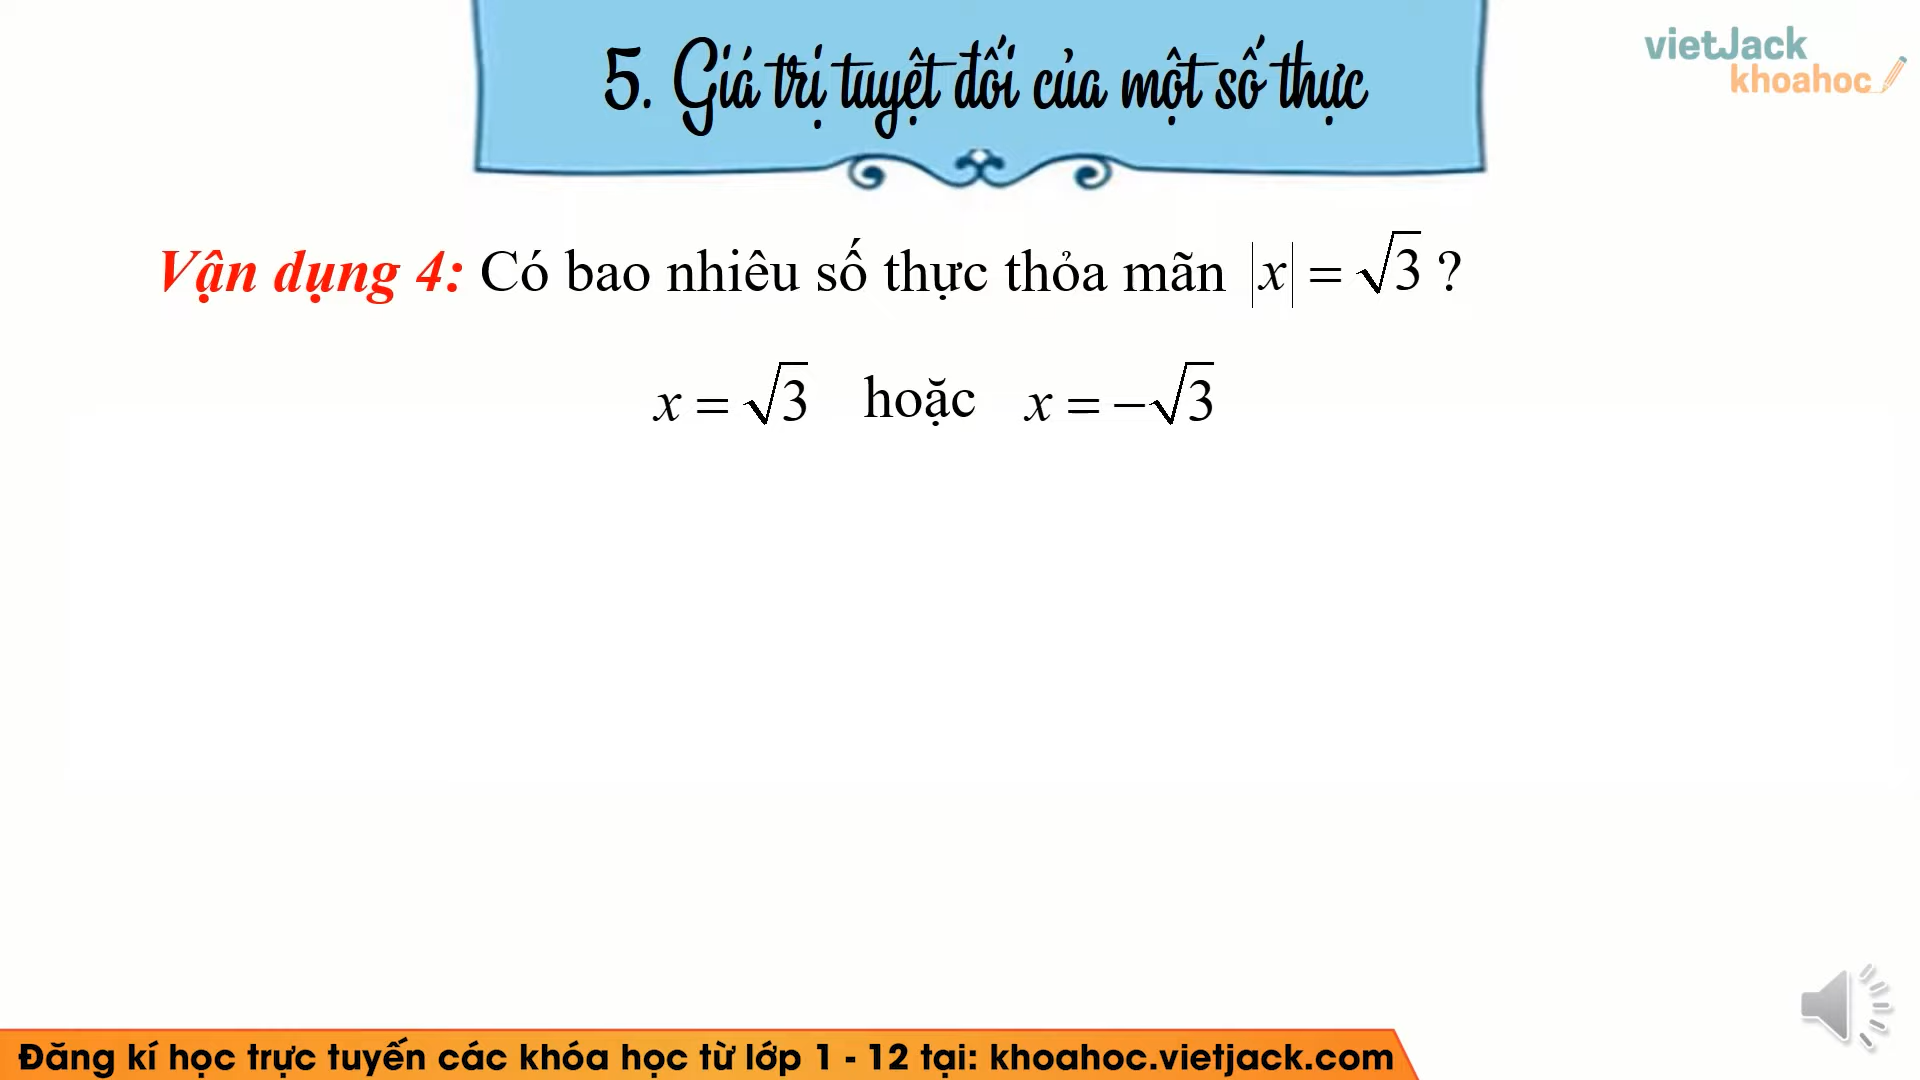 5. Giá trị tuyệt đối của một số thực
vietJack
khoahoc
Vận dụng 4: Có bao nhiêu số thực thỏa mãn |x| = √3 ?
x = √3 hoặc x = −√3
Đăng kí học trực tuyến các khóa học từ lớp 1 - 12 tại: khoahoc.vietjack.com